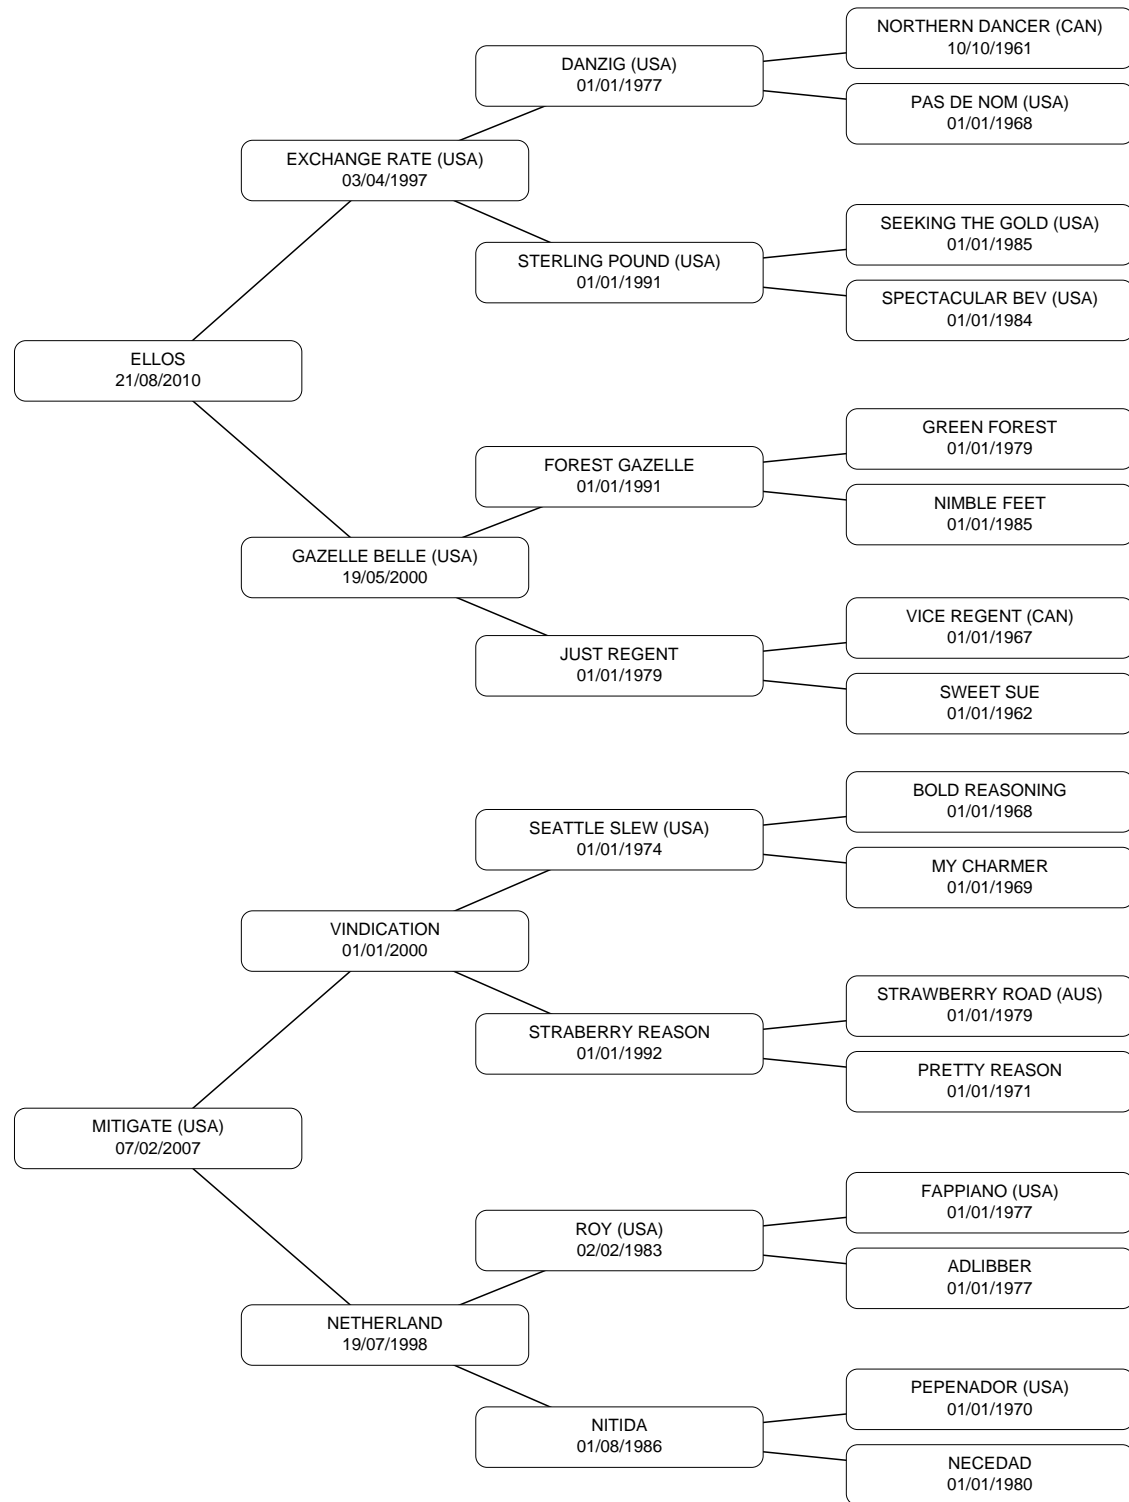 NORTHERN DANCER (CAN)
10/10/1961
DANZIG (USA)
01/01/1977
PAS DE NOM (USA)
01/01/1968
EXCHANGE RATE (USA)
03/04/1997
SEEKING THE GOLD (USA)
01/01/1985
STERLING POUND (USA)
01/01/1991
SPECTACULAR BEV (USA)
01/01/1984
ELLOS
21/08/2010
GREEN FOREST
01/01/1979
FOREST GAZELLE
01/01/1991
NIMBLE FEET
01/01/1985
GAZELLE BELLE (USA)
19/05/2000
VICE REGENT (CAN)
01/01/1967
JUST REGENT
01/01/1979
SWEET SUE
01/01/1962
BOLD REASONING
01/01/1968
SEATTLE SLEW (USA)
01/01/1974
MY CHARMER
01/01/1969
VINDICATION
01/01/2000
STRAWBERRY ROAD (AUS)
01/01/1979
STRABERRY REASON
01/01/1992
PRETTY REASON
01/01/1971
MITIGATE (USA)
07/02/2007
FAPPIANO (USA)
01/01/1977
ROY (USA)
02/02/1983
ADLIBBER
01/01/1977
NETHERLAND
19/07/1998
PEPENADOR (USA)
01/01/1970
NITIDA
01/08/1986
NECEDAD
01/01/1980